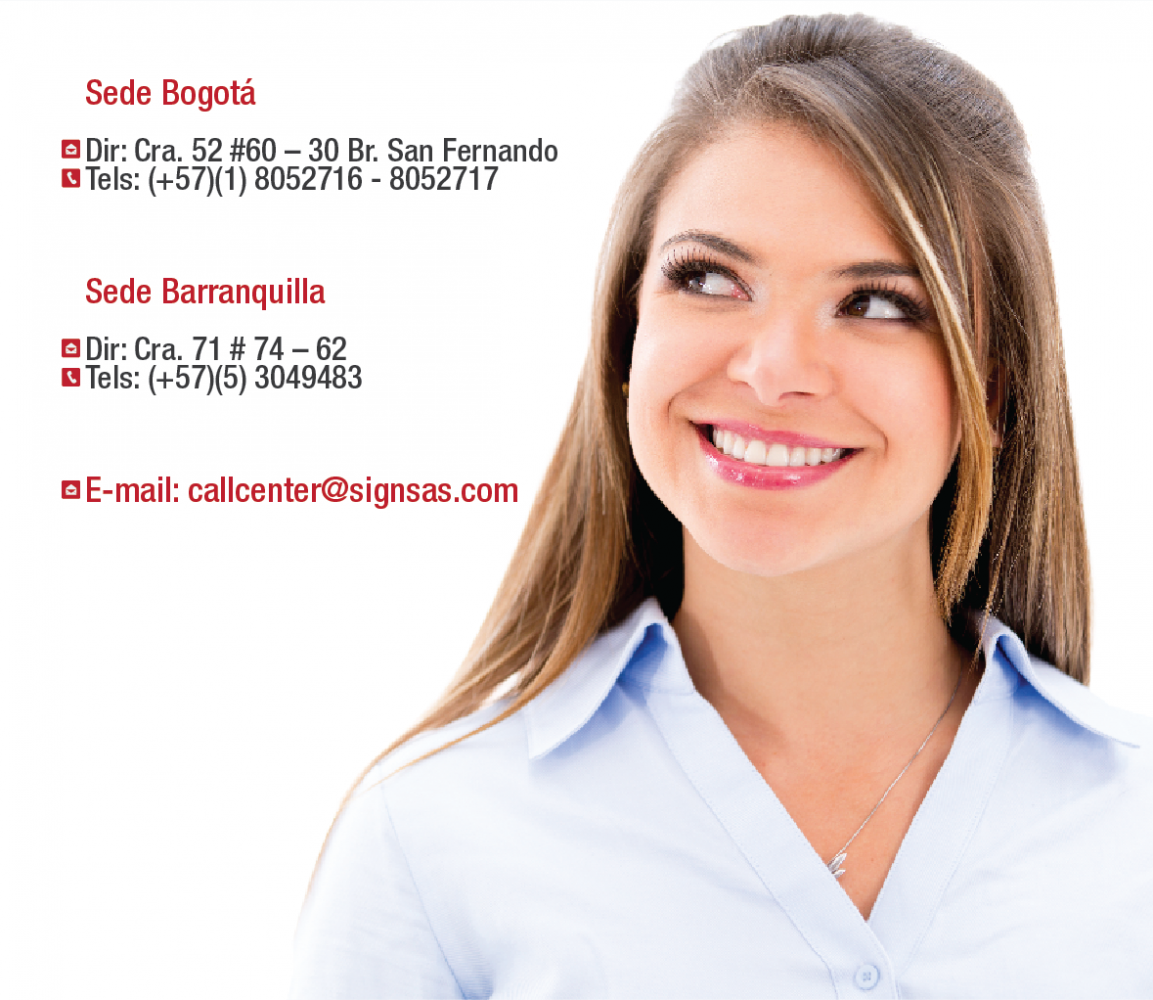 Sede Bogotá
Dir: Cra. 52 #60 – 30 Br. San Fernando
Tels: (+57)(1) 8052716 - 8052717
Sede Barranquilla
Dir: Cra. 71 # 74 – 62
Tels: (+57)(5) 3049483
E-mail: callcenter@signsas.com